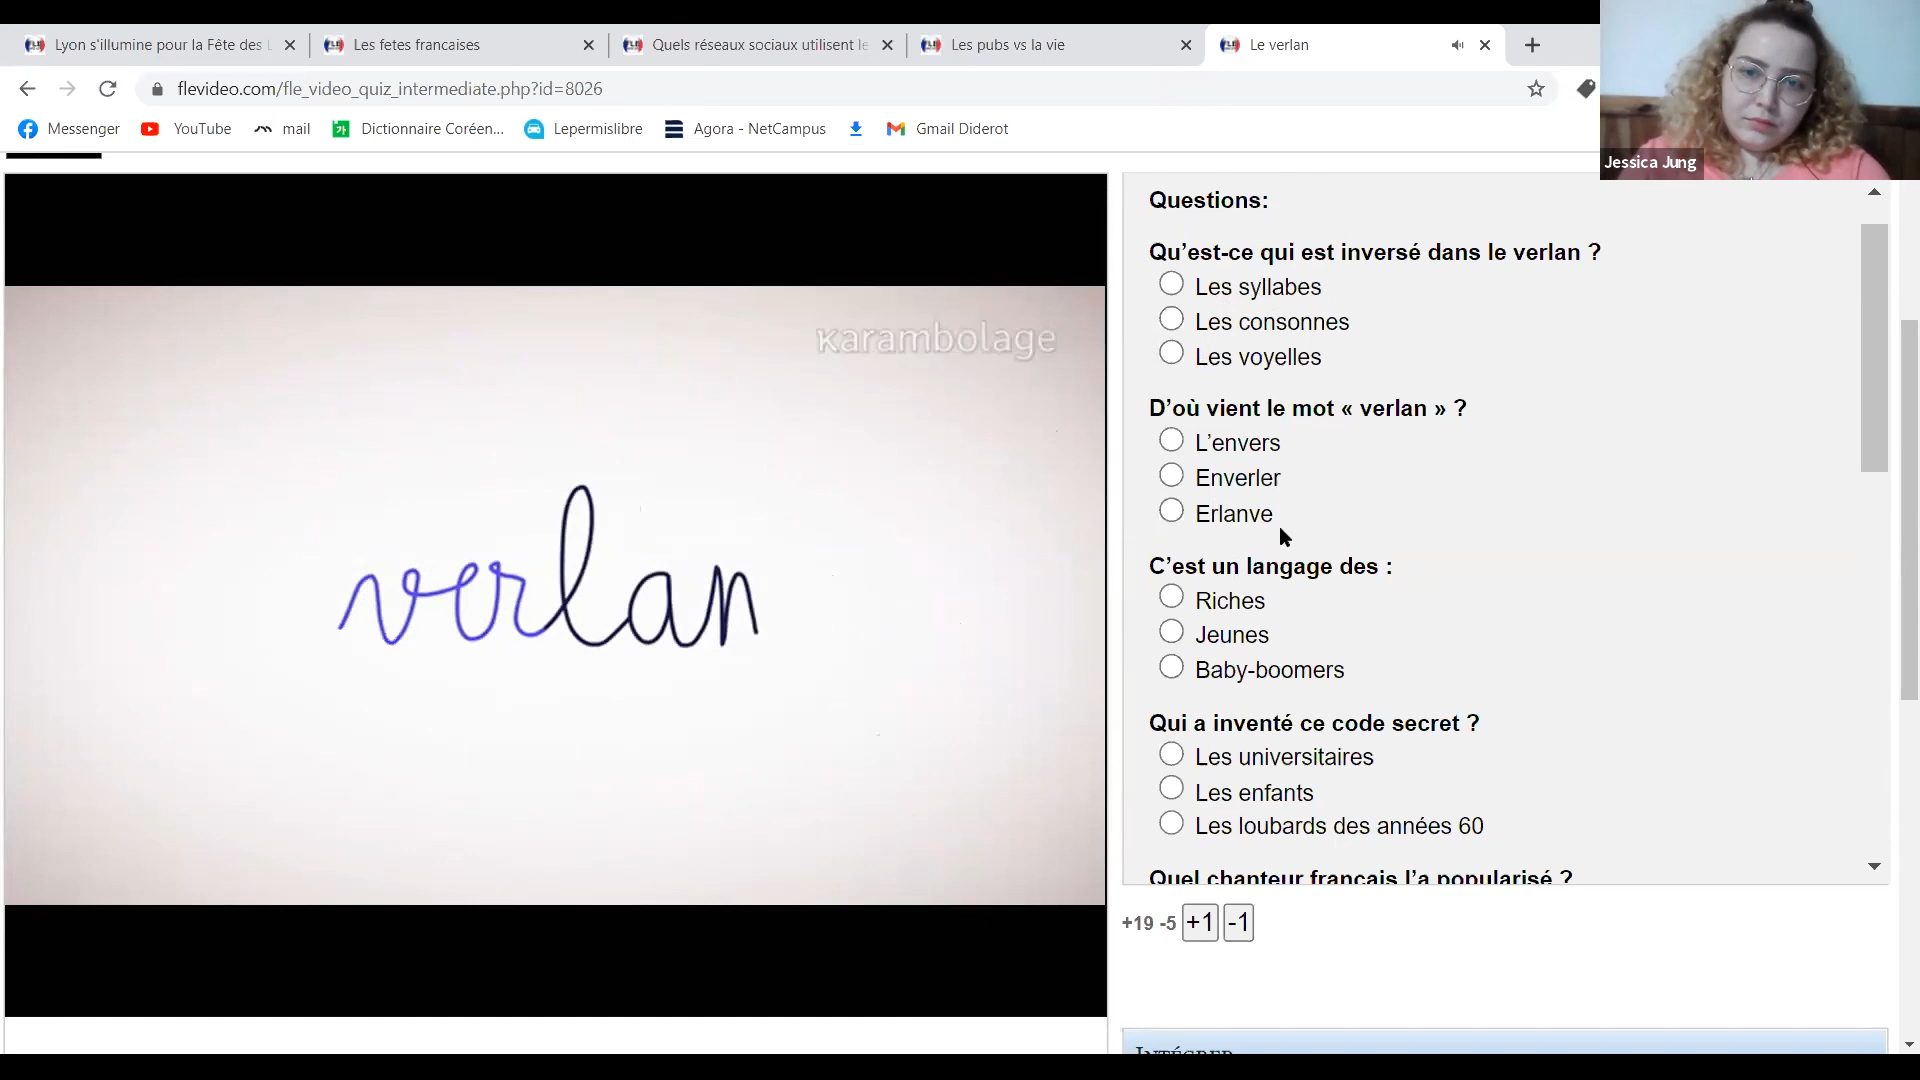 Lyon s'illumine pour la Fête des
Les fetes francaises
Quels réseaux sociaux utilisent le
Les pubs vs la vie
Le verlan
flevideo.com/fle_video_quiz_intermediate.php?id=8026
Messenger
YouTube
mail
Dictionnaire Coréen...
Lepermislibre
Agora - NetCampus
Gmail Diderot
Jessica Jung
karambolage
verlan
Questions:
Qu’est-ce qui est inversé dans le verlan ?
Les syllabes
Les consonnes
Les voyelles
D’où vient le mot « verlan » ?
L’envers
Enverler
Erlanve
C’est un langage des :
Riches
Jeunes
Baby-boomers
Qui a inventé ce code secret ?
Les universitaires
Les enfants
Les loubards des années 60
Quel chanteur français l’a popularisé ?
+19 -5 +1 -1
INTÉGRER